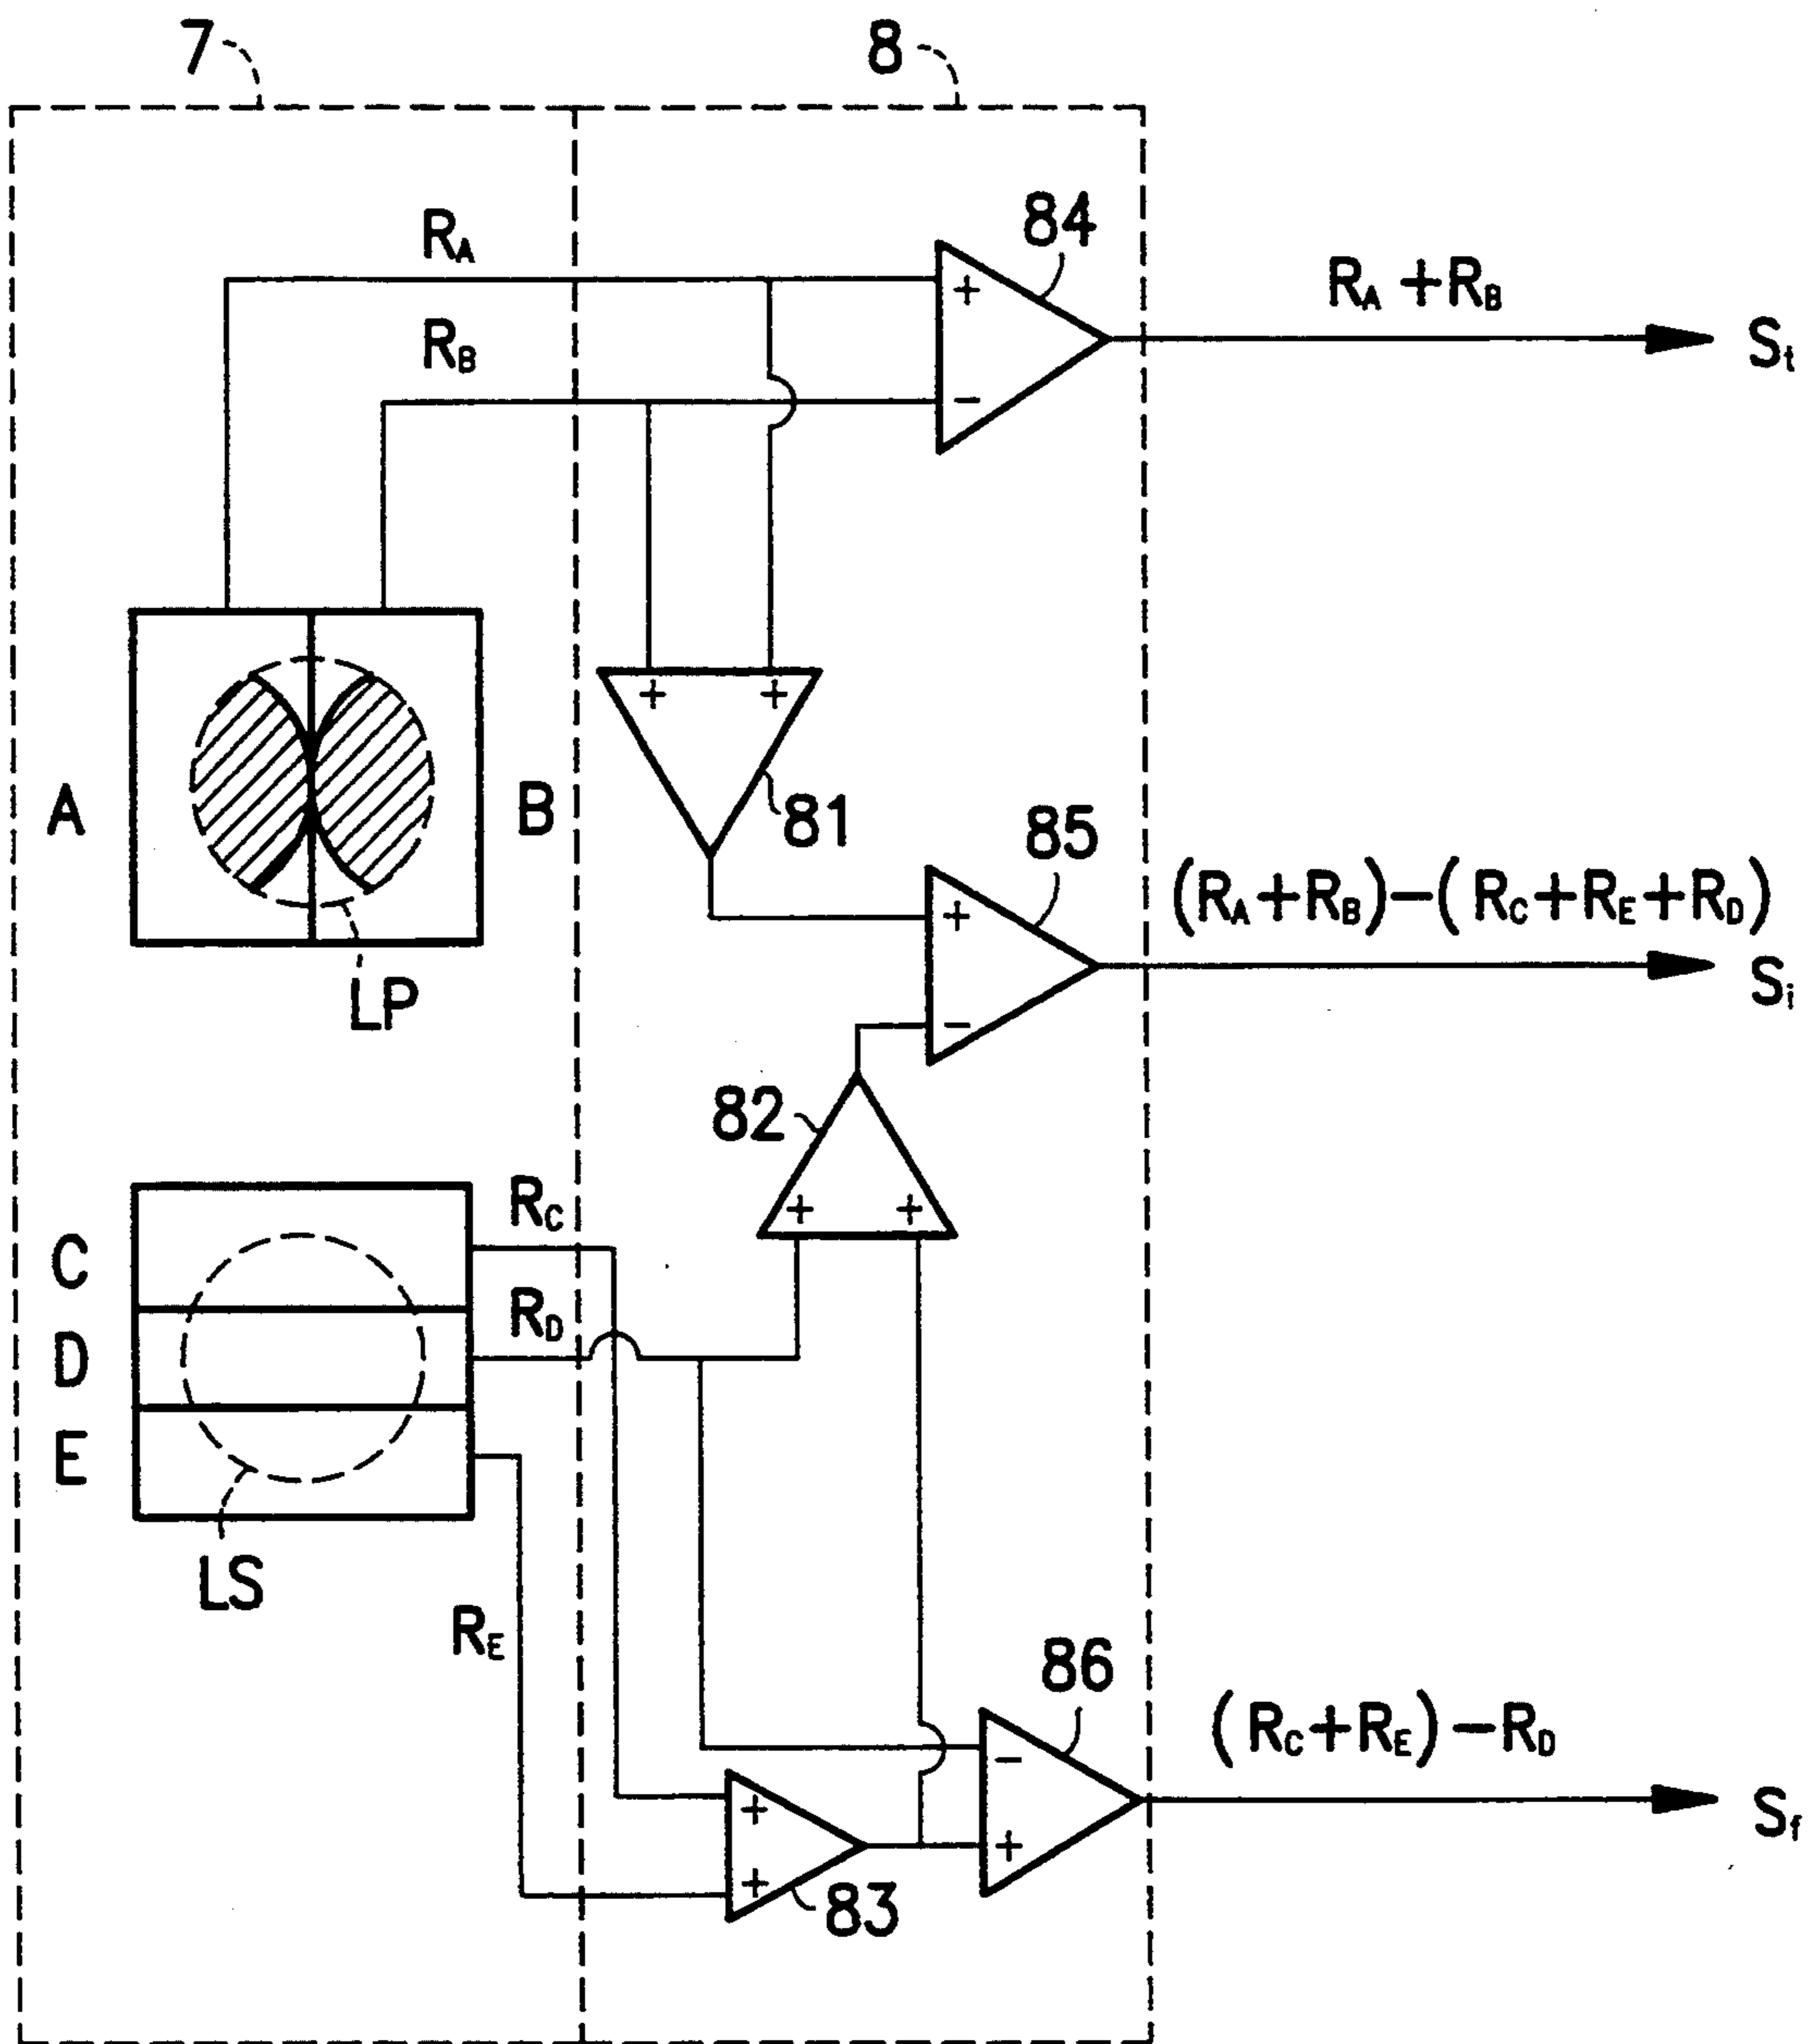 7
8
R_A
84
R_A + R_B
S_t
R_B
+
−
+ +
81
85
A
B
(R_A + R_B) − (R_C + R_E + R_D)
+
LP
S_i
−
82
+ +
C
R_C
D
R_D
E
LS
R_E
86
(R_C + R_E) − R_D
−
+
S_f
+
+
83